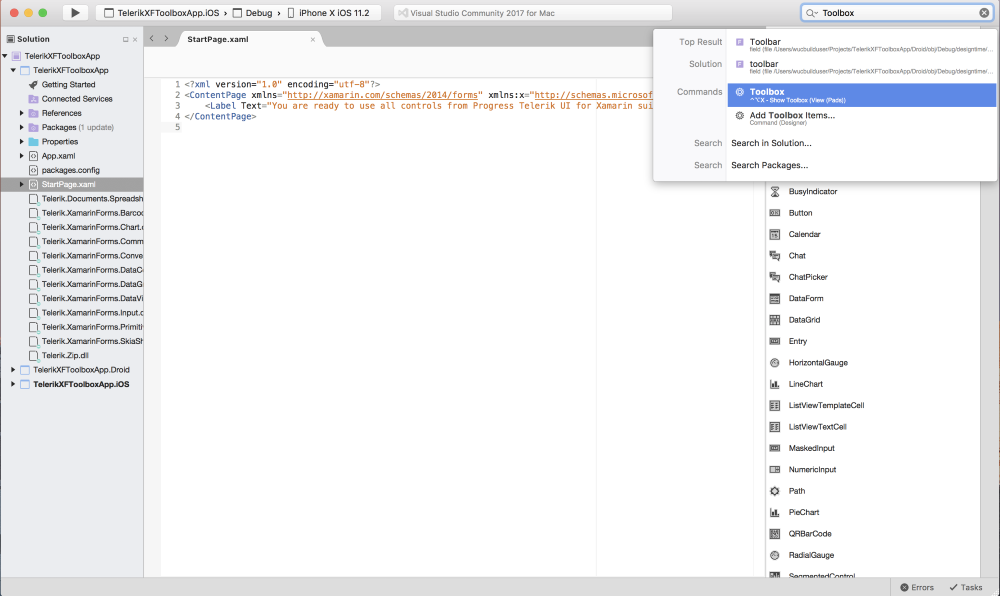 TelerikXFToolboxApp.iOS › Debug › iPhone X iOS 11.2
Visual Studio Community 2017 for Mac
Toolbox
Solution
TelerikXFToolboxApp
TelerikXFToolboxApp
Getting Started
Connected Services
References
Packages (1 update)
Properties
App.xaml
packages.config
StartPage.xaml
Telerik.Documents.Spreadsh
Telerik.XamarinForms.Barcod
Telerik.XamarinForms.Chart.d
Telerik.XamarinForms.Comm
Telerik.XamarinForms.Conve
Telerik.XamarinForms.DataCo
Telerik.XamarinForms.DataG
Telerik.XamarinForms.DataVi
Telerik.XamarinForms.Input.d
Telerik.XamarinForms.Primiti
Telerik.XamarinForms.SkiaSh
Telerik.Zip.dll
TelerikXFToolboxApp.Droid
TelerikXFToolboxApp.iOS
StartPage.xaml
1 <?xml version="1.0" encoding="utf-8"?>
2 <ContentPage xmlns="http://xamarin.com/schemas/2014/forms" xmlns:x="http://schemas.microsof
3 <Label Text="You are ready to use all controls from Progress Telerik UI for Xamarin sui
4 </ContentPage>
5
Top Result
Toolbar
field (file /Users/wucbuilduser/Projects/TelerikXFToolboxApp/Droid/obj/Debug/designtime/...
Solution
toolbar
field (file /Users/wucbuilduser/Projects/TelerikXFToolboxApp/Droid/obj/Debug/designtime/...
Commands
Toolbox
⌃⌥X - Show Toolbox (View (Pads))
Add Toolbox Items...
Command (Designer)
Search Search in Solution...
Search Search Packages...
BusyIndicator
Button
Calendar
Chat
ChatPicker
DataForm
DataGrid
Entry
HorizontalGauge
LineChart
ListViewTemplateCell
ListViewTextCell
MaskedInput
NumericInput
Path
PieChart
QRBarCode
RadialGauge
SegmentedControl
Errors Tasks